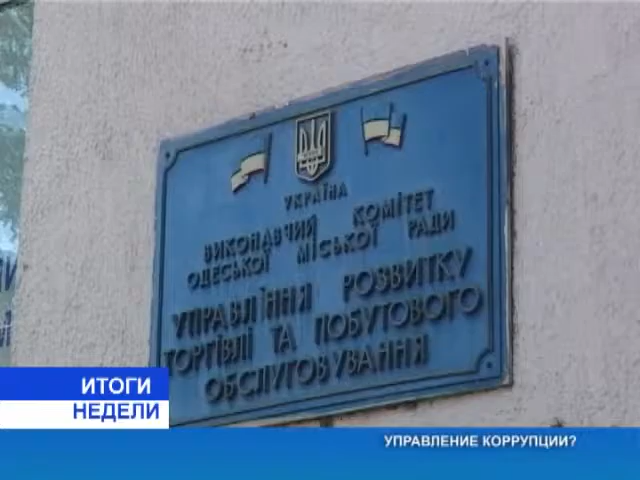 УКРАЇНА
ВИКОНАВЧИЙ КОМІТЕТ
ОДЕСЬКОЇ МІСЬКОЇ РАДИ
УПРАВЛІННЯ РОЗВИТКУ
ТОРГІВЛІ ТА ПОБУТОВОГО
ОБСЛУГОВУВАННЯ
ИТОГИ
НЕДЕЛИ
УПРАВЛЕНИЕ КОРРУПЦИИ?